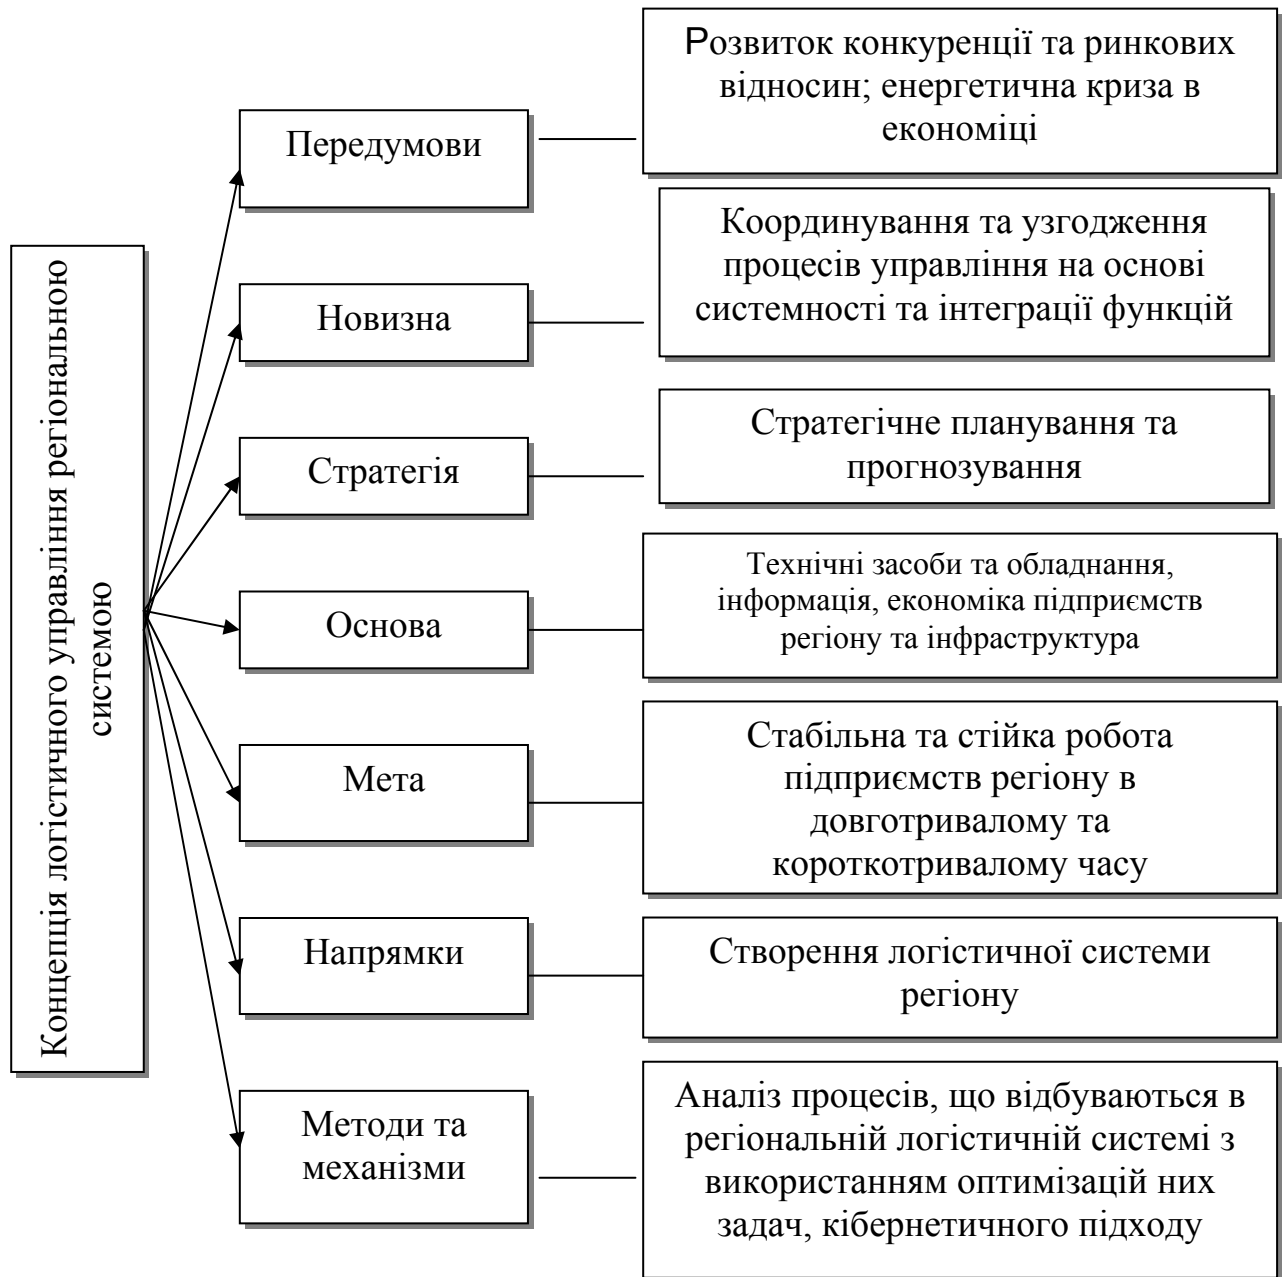 Концепція логістичного управління регіональною
системою
Передумови
Розвиток конкуренції та ринкових
відносин; енергетична криза в
економіці
Новизна
Координування та узгодження
процесів управління на основі
системності та інтеграції функцій
Стратегія
Стратегічне планування та
прогнозування
Основа
Технічні засоби та обладнання,
інформація, економіка підприємств
регіону та інфраструктура
Мета
Стабільна та стійка робота
підприємств регіону в
довготривалому та
короткотривалому часу
Напрямки
Створення логістичної системи
регіону
Методи та
механізми
Аналіз процесів, що відбуваються в
регіональній логістичній системі з
використанням оптимізацій них
задач, кібернетичного підходу